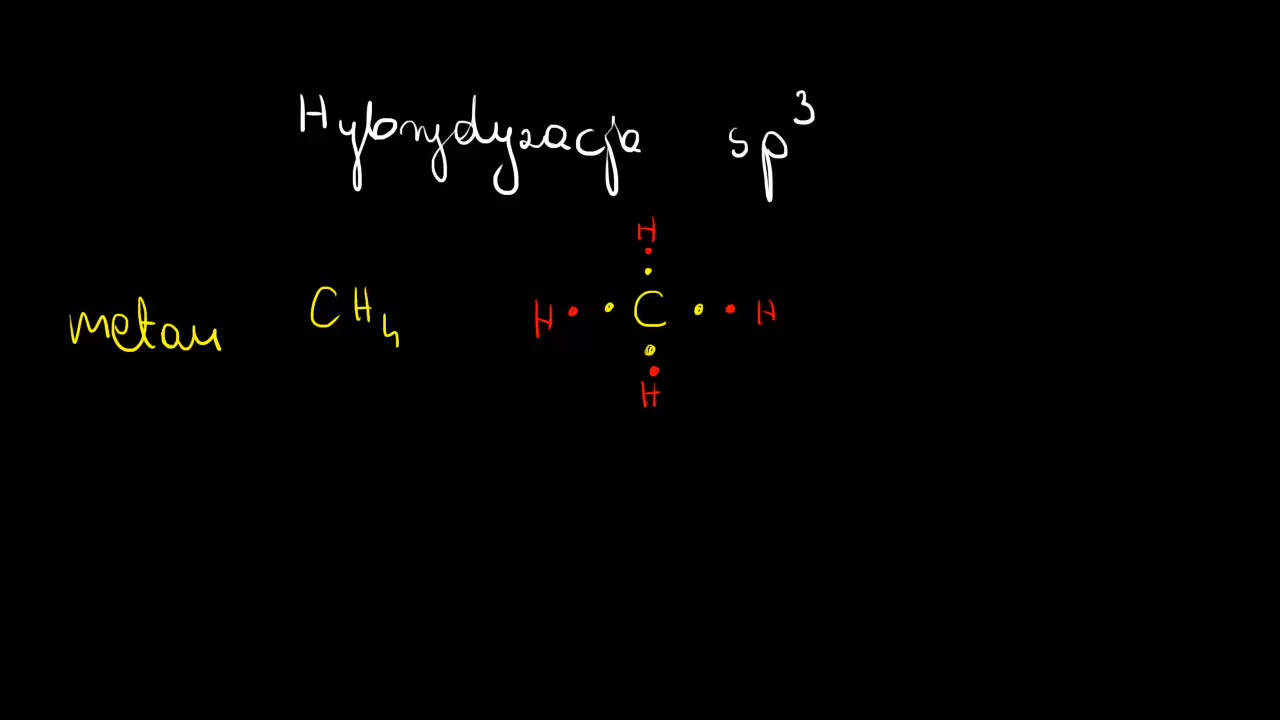 Hybrydyzacja sp³
metan CH₄
H
H · · C · · H
H